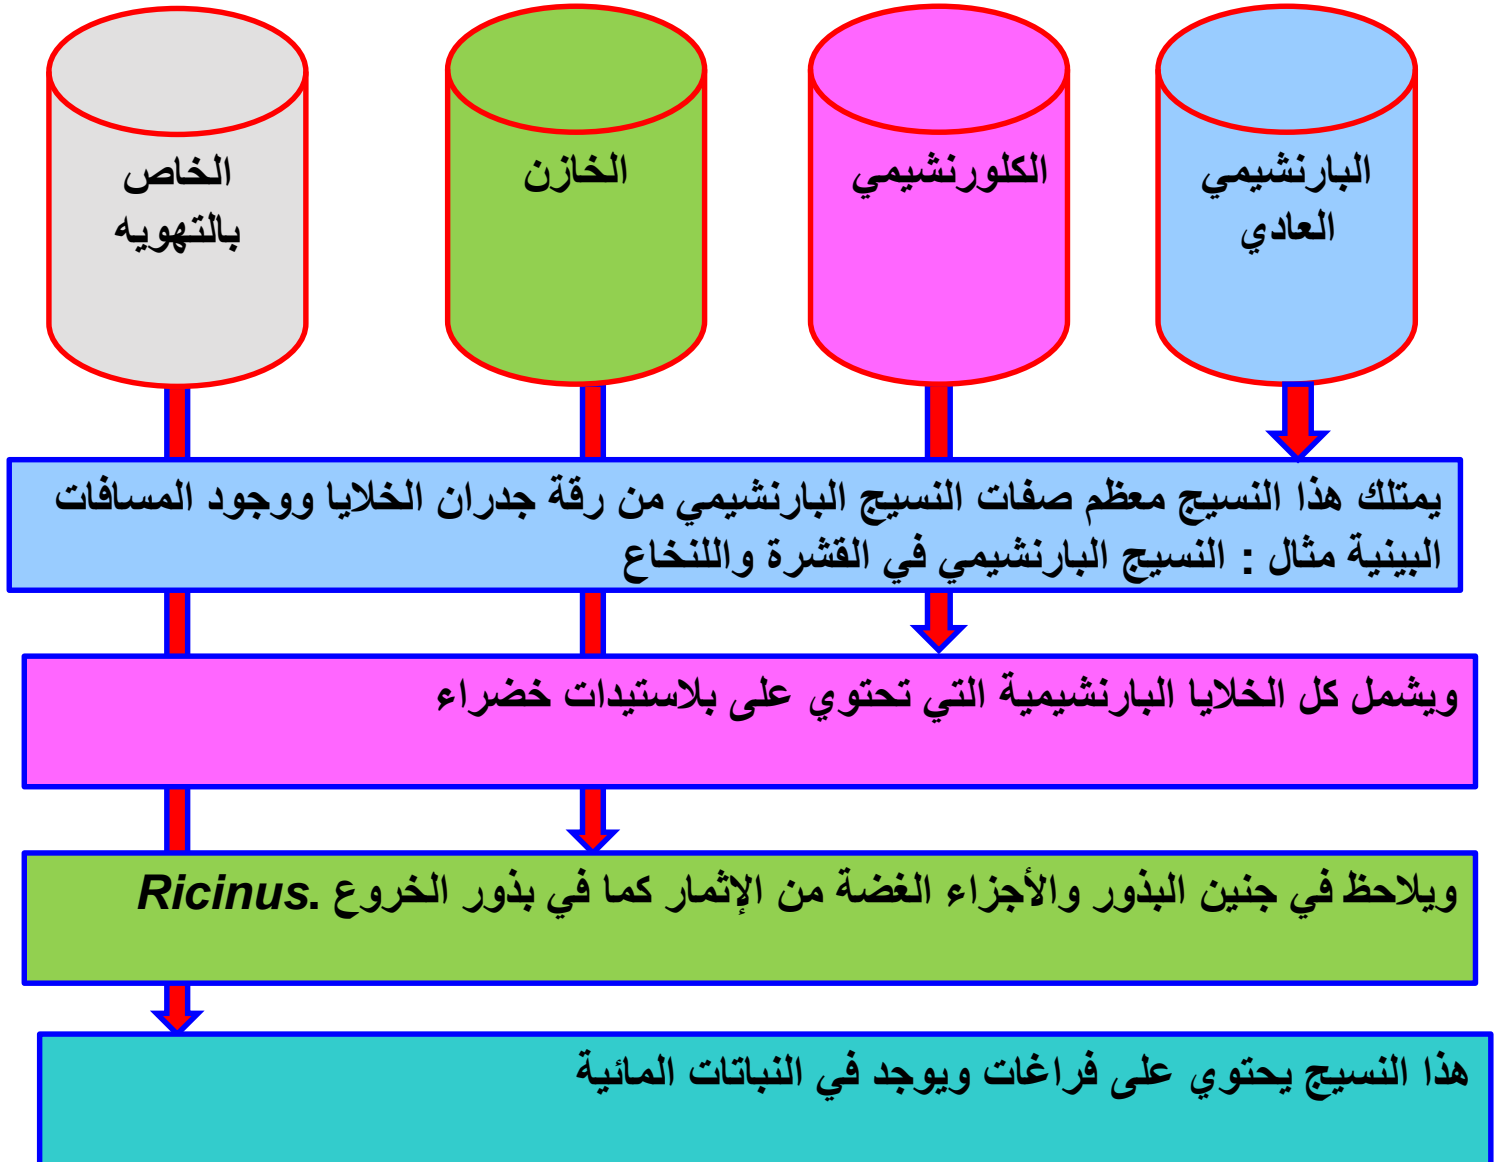 البارنشيمي
العادي
الكلورنشيمي
الخازن
الخاص
بالتهويه
يمتلك هذا النسيج معظم صفات النسيج البارنشيمي من رقة جدران الخلايا ووجود المسافات
البينية مثال : النسيج البارنشيمي في القشرة واللنخاع
ويشمل كل الخلايا البارنشيمية التي تحتوي على بلاستيدات خضراء
ويلاحظ في جنين البذور والأجزاء الغضة من الإثمار كما في بذور الخروع Ricinus.
هذا النسيج يحتوي على فراغات ويوجد في النباتات المائية